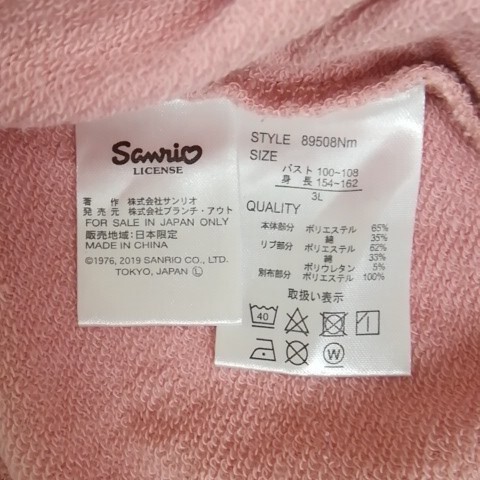 Sanrio
LICENSE
著 作 株式会社サンリオ
発 売 元 株式会社ブランチ・アウト
FOR SALE IN JAPAN ONLY
販売地域:日本限定
MADE IN CHINA
©1976, 2019 SANRIO CO., LTD.
TOKYO, JAPAN Ⓛ
STYLE 89508Nm
SIZE
バスト 100~108
身 長 154~162
3L
QUALITY
本体部分 ポリエステル 65%
綿 35%
リブ部分 ポリエステル 62%
綿 33%
ポリウレタン 5%
別布部分 ポリエステル 100%
取扱い表示
40
W